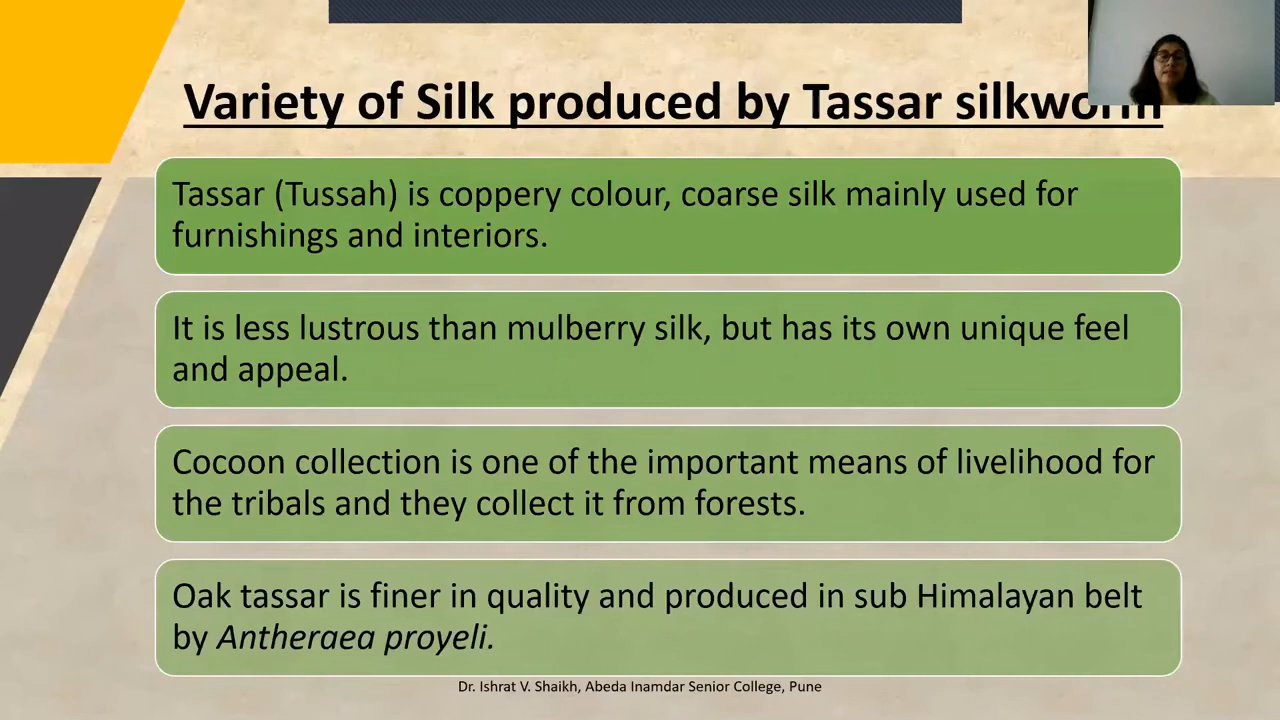 Variety of Silk produced by Tassar silkworm
Tassar (Tussah) is coppery colour, coarse silk mainly used for
furnishings and interiors.
It is less lustrous than mulberry silk, but has its own unique feel
and appeal.
Cocoon collection is one of the important means of livelihood for
the tribals and they collect it from forests.
Oak tassar is finer in quality and produced in sub Himalayan belt
by Antheraea proyeli.
Dr. Ishrat V. Shaikh, Abeda Inamdar Senior College, Pune